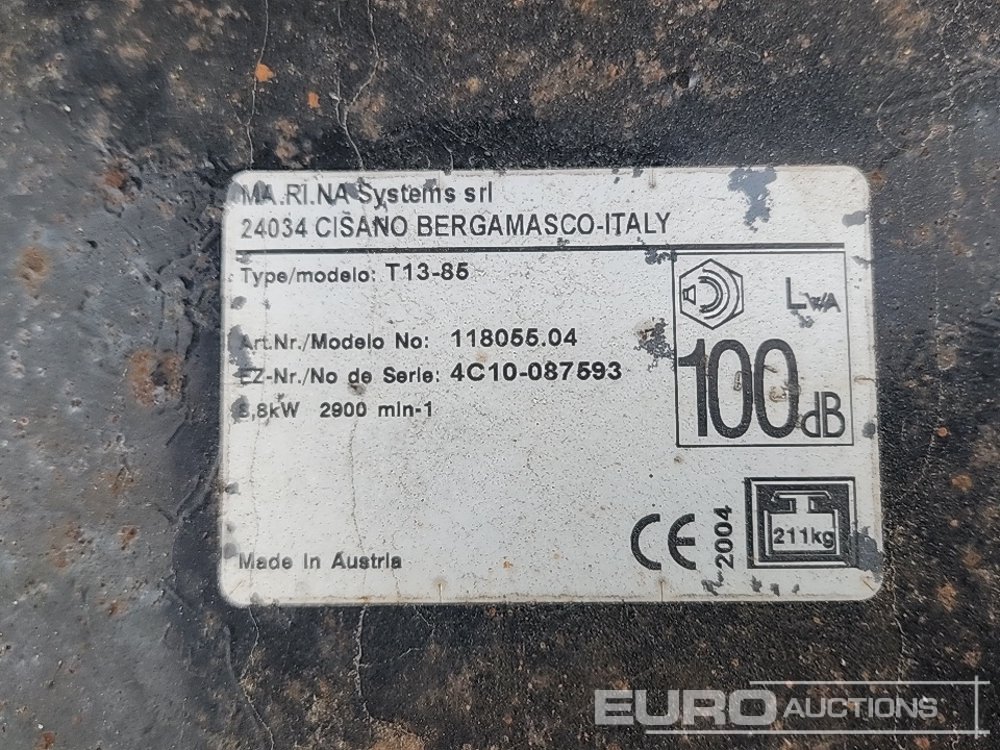 MA.RI.NA Systems srl
24034 CISANO BERGAMASCO-ITALY
Type/modelo: T13-85
Art.Nr./Modelo No: 118055.04
EZ-Nr./No de Serie: 4C10-087593
2900 min-1
LWA
100dB
CE
2004
211kg
Made in Austria
EURO AUCTIONS